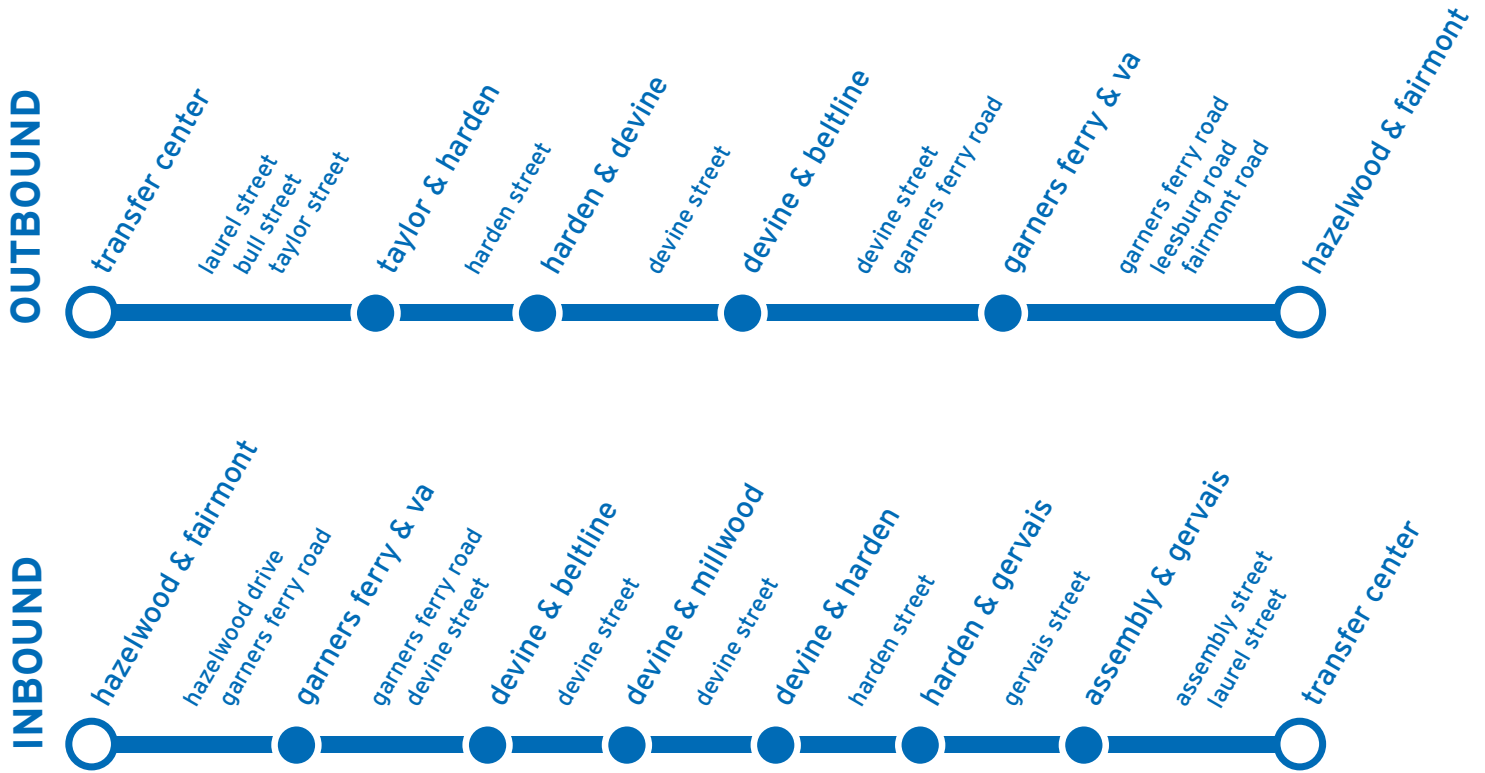 OUTBOUND
transfer center
laurel street
bull street
taylor street
taylor & harden
harden street
harden & devine
devine street
devine & beltline
devine street
garners ferry road
garners ferry & va
garners ferry road
leesburg road
fairmont road
hazelwood & fairmont
INBOUND
hazelwood & fairmont
hazelwood drive
garners ferry road
garners ferry & va
garners ferry road
devine street
devine & beltline
devine street
devine & millwood
devine street
devine & harden
harden street
harden & gervais
gervais street
assembly & gervais
assembly street
laurel street
transfer center